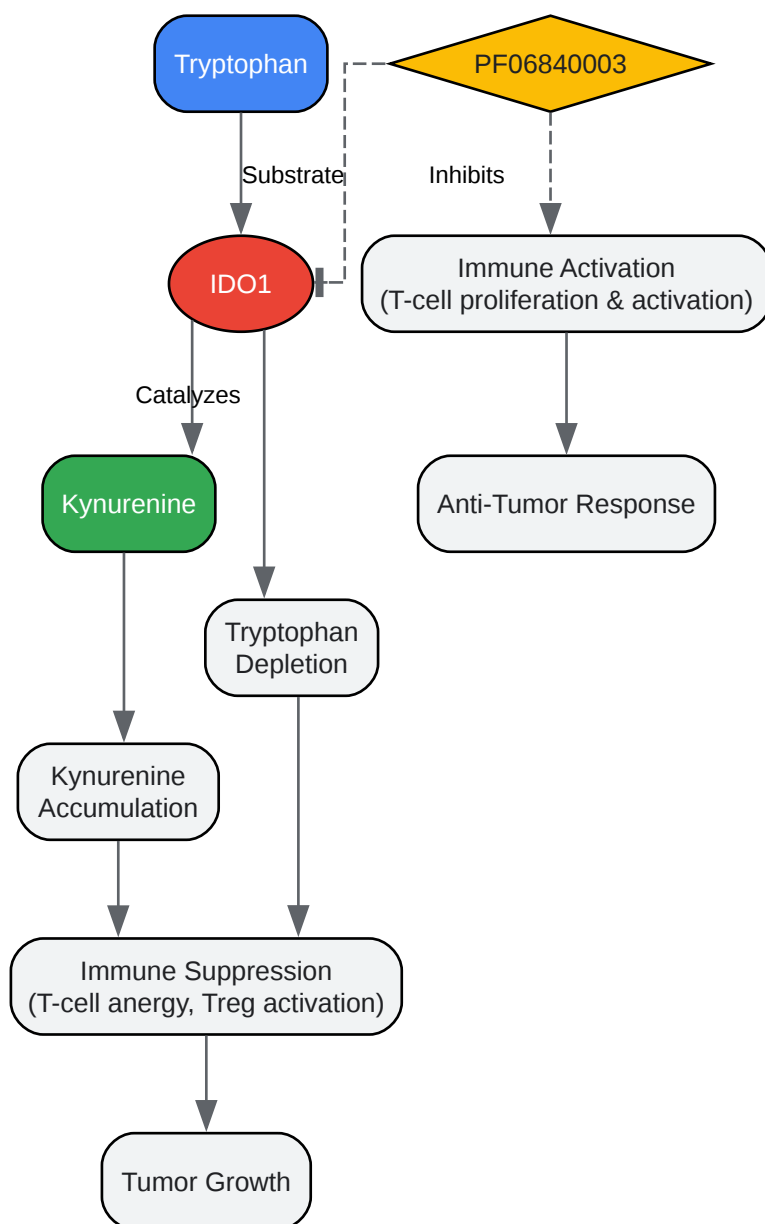 Tryptophan
PF06840003
Substrate
Inhibits
IDO1
Immune Activation
(T-cell proliferation & activation)
Catalyzes
Kynurenine
Anti-Tumor Response
Tryptophan
Depletion
Kynurenine
Accumulation
Immune Suppression
(T-cell anergy, Treg activation)
Tumor Growth